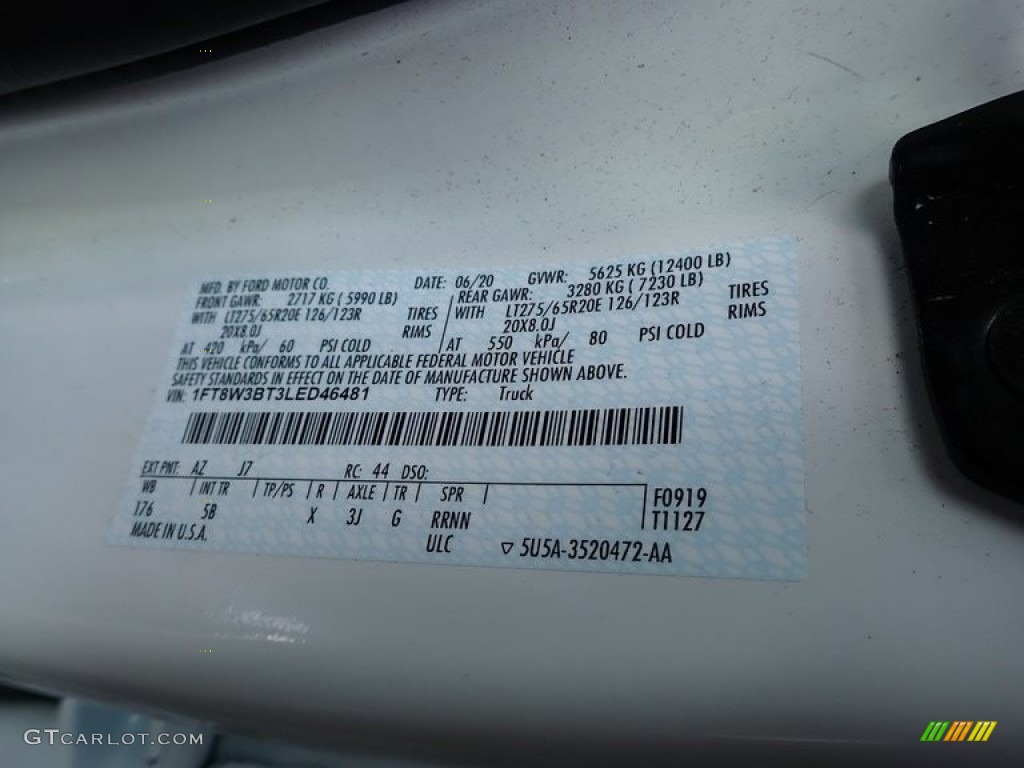 MFD. BY FORD MOTOR CO. DATE: 06/20 GVWR: 5625 KG (12400 LB)
FRONT GAWR: 2717 KG ( 5990 LB) REAR GAWR: 3280 KG ( 7230 LB)
WITH LT275/65R20E 126/123R TIRES WITH LT275/65R20E 126/123R TIRES
20X8.0J RIMS 20X8.0J RIMS
AT 420 kPa/ 60 PSI COLD AT 550 kPa/ 80 PSI COLD
THIS VEHICLE CONFORMS TO ALL APPLICABLE FEDERAL MOTOR VEHICLE
SAFETY STANDARDS IN EFFECT ON THE DATE OF MANUFACTURE SHOWN ABOVE.
VIN: 1FT8W3BT3LED46481 TYPE: Truck
EXT PNT: AZ J7 RC: 44 DSO:
WB INT TR TP/PS R AXLE TR SPR F0919
176 5B X 3J G RRNN T1127
MADE IN U.S.A. ULC ▽ 5U5A-3520472-AA
GTCARLOT.COM